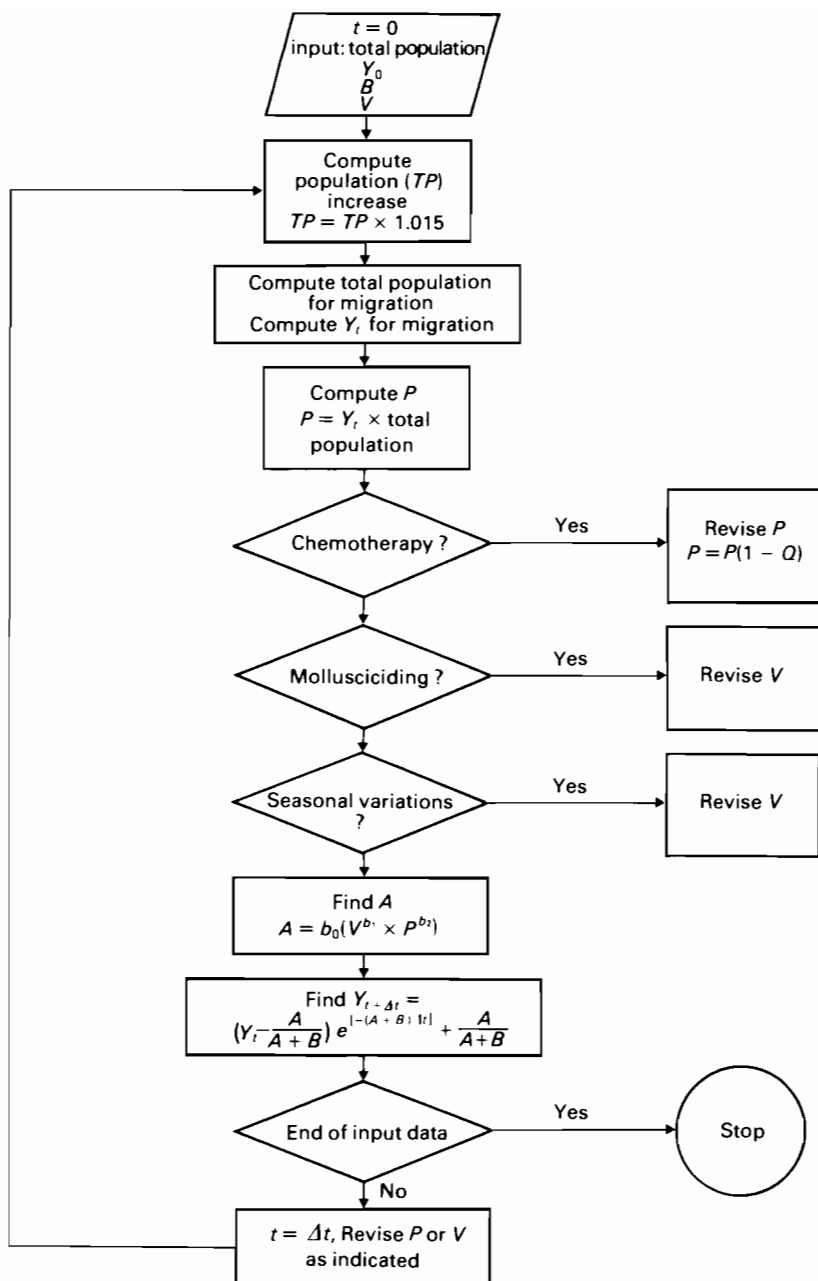 t = 0
input: total population
Y₀
B
V
Compute
population (TP)
increase
TP = TP × 1.015
Compute total population
for migration
Compute Yₜ for migration
Compute P
P = Yₜ × total
population
Chemotherapy ?
Yes
Revise P
P = P(1 − Q)
Mollusciciding ?
Yes
Revise V
Seasonal variations
?
Yes
Revise V
Find A
A = b₀(V^b₁ × P^b₂)
Find Yₜ₊Δₜ =
(Yₜ − A/(A + B)) e^[−(A + B) 1t] + A/(A+B)
End of input data
Yes
Stop
No
t = Δt, Revise P or V
as indicated